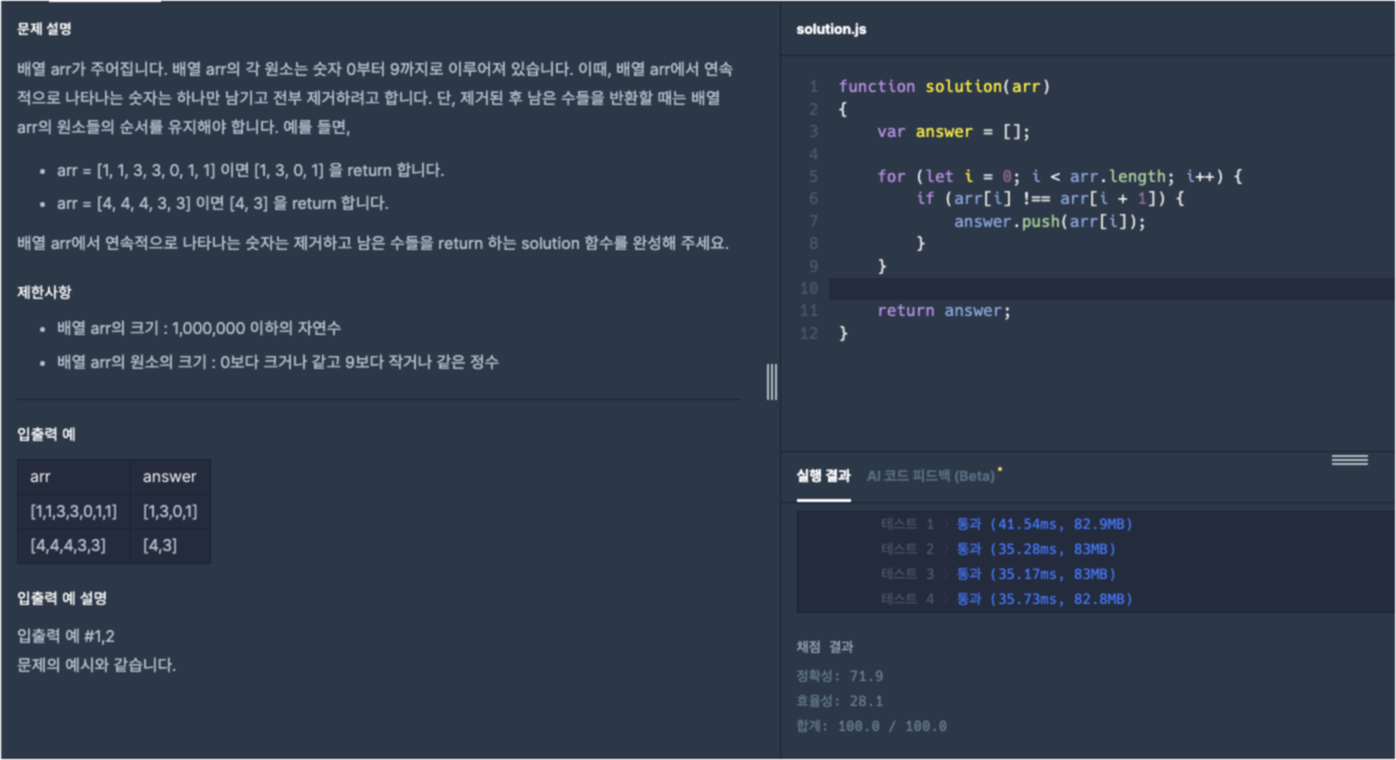 문제 설명
배열 arr가 주어집니다. 배열 arr의 각 원소는 숫자 0부터 9까지로 이루어져 있습니다. 이때, 배열 arr에서 연속
적으로 나타나는 숫자는 하나만 남기고 전부 제거하려고 합니다. 단, 제거된 후 남은 수들을 반환할 때는 배열
arr의 원소들의 순서를 유지해야 합니다. 예를 들면,
• arr = [1, 1, 3, 3, 0, 1, 1] 이면 [1, 3, 0, 1] 을 return 합니다.
• arr = [4, 4, 4, 3, 3] 이면 [4, 3] 을 return 합니다.
배열 arr에서 연속적으로 나타나는 숫자는 제거하고 남은 수들을 return 하는 solution 함수를 완성해 주세요.
제한사항
• 배열 arr의 크기 : 1,000,000 이하의 자연수
• 배열 arr의 원소의 크기 : 0보다 크거나 같고 9보다 작거나 같은 정수
입출력 예
arr answer
[1,1,3,3,0,1,1] [1,3,0,1]
[4,4,4,3,3] [4,3]
입출력 예 설명
입출력 예 #1,2
문제의 예시와 같습니다.
solution.js
1 function solution(arr)
2 {
3     var answer = [];
4
5     for (let i = 0; i < arr.length; i++) {
6         if (arr[i] !== arr[i + 1]) {
7             answer.push(arr[i]);
8         }
9     }
10
11     return answer;
12 }
실행 결과 AI 코드 피드백 (Beta)
테스트 1 〉 통과 (41.54ms, 82.9MB)
테스트 2 〉 통과 (35.28ms, 83MB)
테스트 3 〉 통과 (35.17ms, 83MB)
테스트 4 〉 통과 (35.73ms, 82.8MB)
채점 결과
정확성: 71.9
효율성: 28.1
합계: 100.0 / 100.0